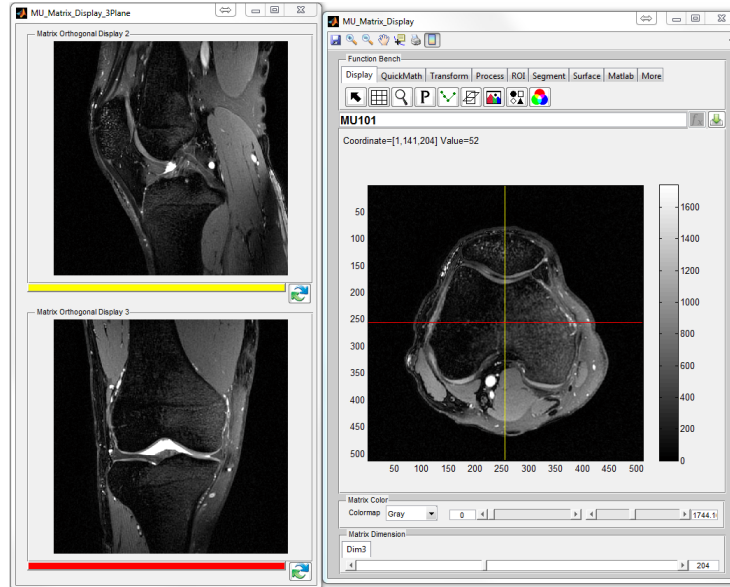 MU_Matrix_Display_3Plane
Matrix Orthogonal Display 2
Matrix Orthogonal Display 3
MU_Matrix_Display
Function Bench
Display QuickMath Transform Process ROI Segment Surface Matlab More
P
MU101
fx
Coordinate=[1,141,204] Value=52
50
100
150
200
250
300
350
400
450
500
50 100 150 200 250 300 350 400 450 500
1600
1400
1200
1000
800
600
400
200
0
Matrix Color
Colormap Gray 0 1744.1
Matrix Dimension
Dim3
204